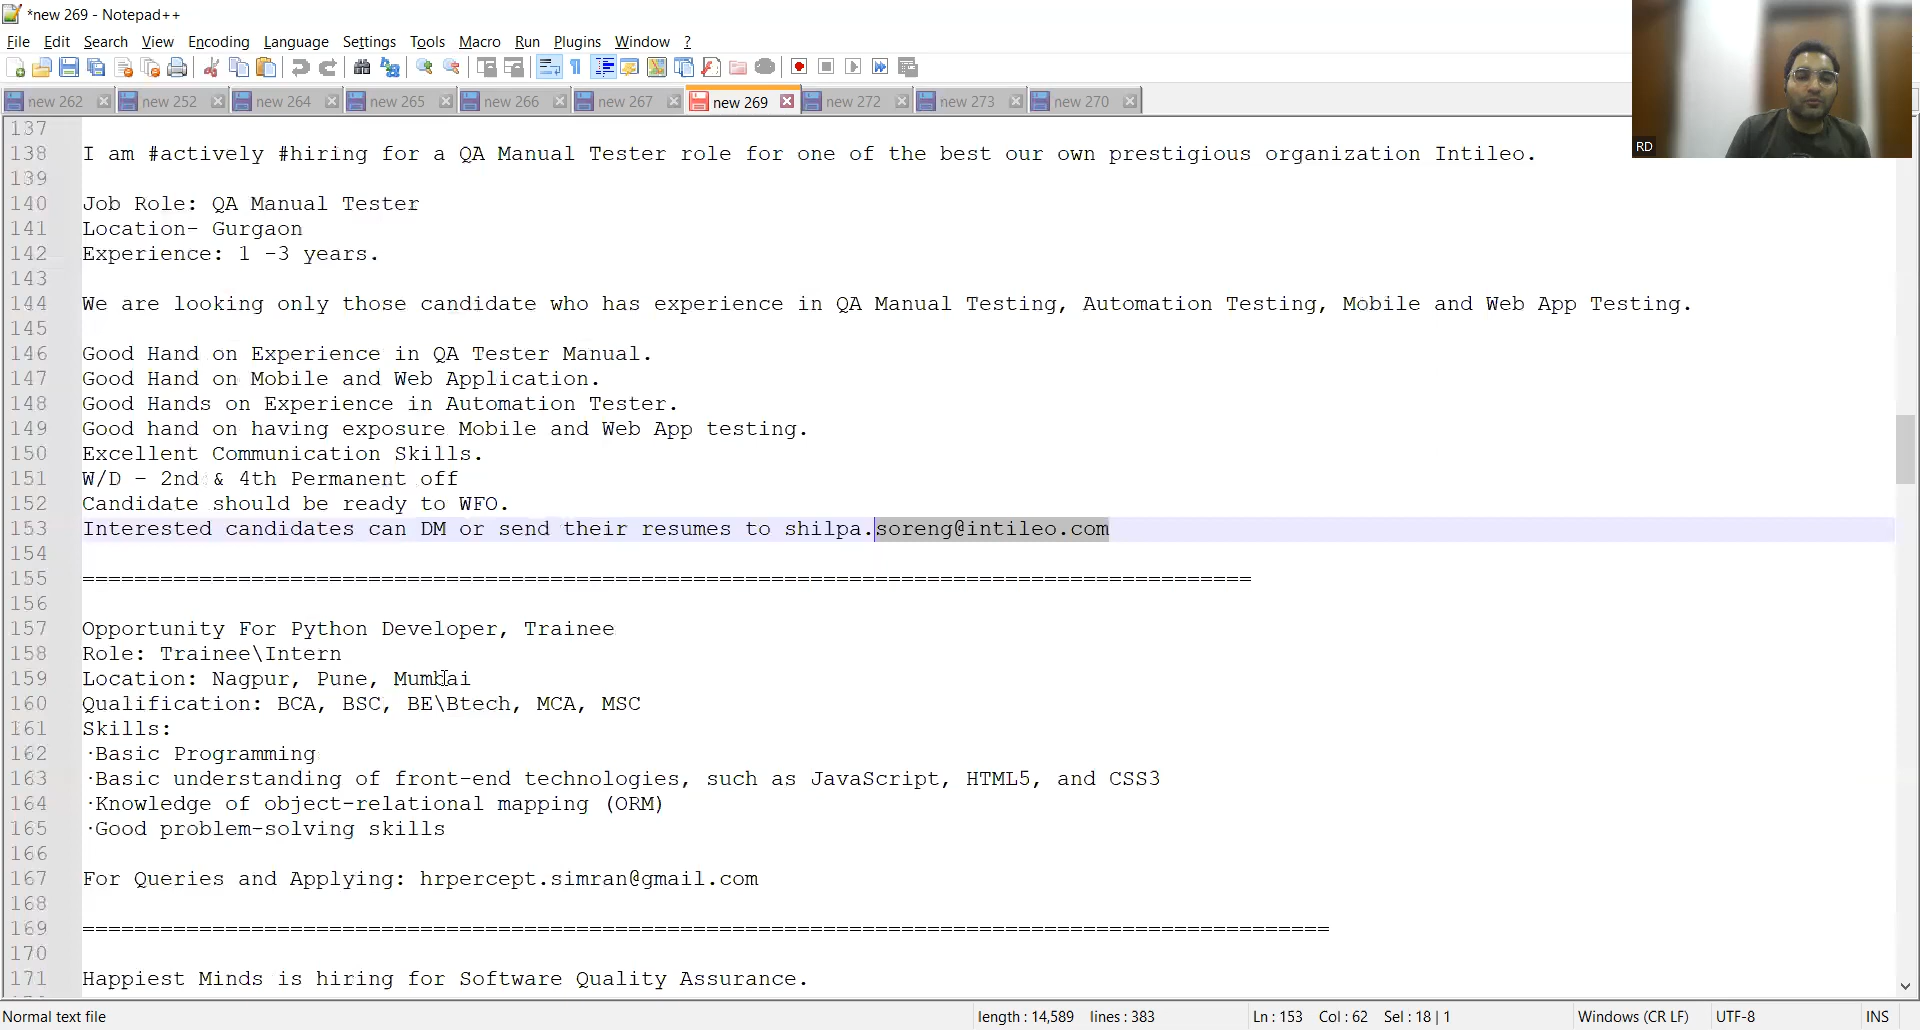 *new 269 - Notepad++
File Edit Search View Encoding Language Settings Tools Macro Run Plugins Window ?
new 262 new 252 new 264 new 265 new 266 new 267 new 269 new 272 new 273 new 270
RD
137
138 I am #actively #hiring for a QA Manual Tester role for one of the best our own prestigious organization Intileo.
139
140 Job Role: QA Manual Tester
141 Location- Gurgaon
142 Experience: 1 -3 years.
143
144 We are looking only those candidate who has experience in QA Manual Testing, Automation Testing, Mobile and Web App Testing.
145
146 Good Hand on Experience in QA Tester Manual.
147 Good Hand on Mobile and Web Application.
148 Good Hands on Experience in Automation Tester.
149 Good hand on having exposure Mobile and Web App testing.
150 Excellent Communication Skills.
151 W/D - 2nd & 4th Permanent off
152 Candidate should be ready to WFO.
153 Interested candidates can DM or send their resumes to shilpa.soreng@intileo.com
154
155 ==========================================================================================
156
157 Opportunity For Python Developer, Trainee
158 Role: Trainee\Intern
159 Location: Nagpur, Pune, Mumbai
160 Qualification: BCA, BSC, BE\Btech, MCA, MSC
161 Skills:
162 ·Basic Programming
163 ·Basic understanding of front-end technologies, such as JavaScript, HTML5, and CSS3
164 ·Knowledge of object-relational mapping (ORM)
165 ·Good problem-solving skills
166
167 For Queries and Applying: hrpercept.simran@gmail.com
168
169 ================================================================================================
170
171 Happiest Minds is hiring for Software Quality Assurance.
Normal text file length : 14,589 lines : 383 Ln : 153 Col : 62 Sel : 18 | 1 Windows (CR LF) UTF-8 INS